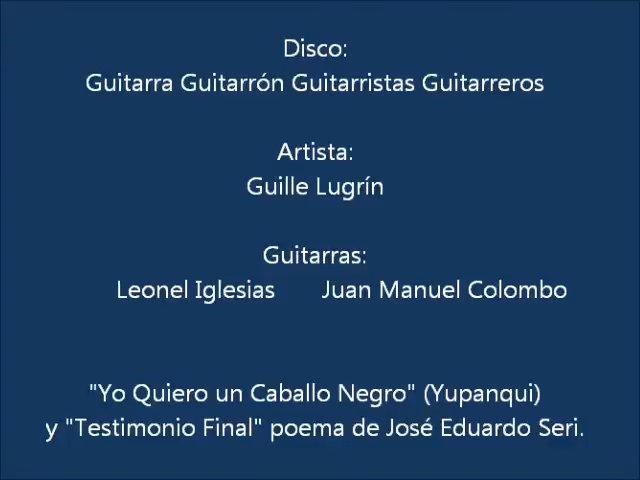 Disco:
Guitarra Guitarrón Guitarristas Guitarreros
Artista:
Guille Lugrín
Guitarras:
Leonel Iglesias Juan Manuel Colombo
"Yo Quiero un Caballo Negro" (Yupanqui)
y "Testimonio Final" poema de José Eduardo Seri.